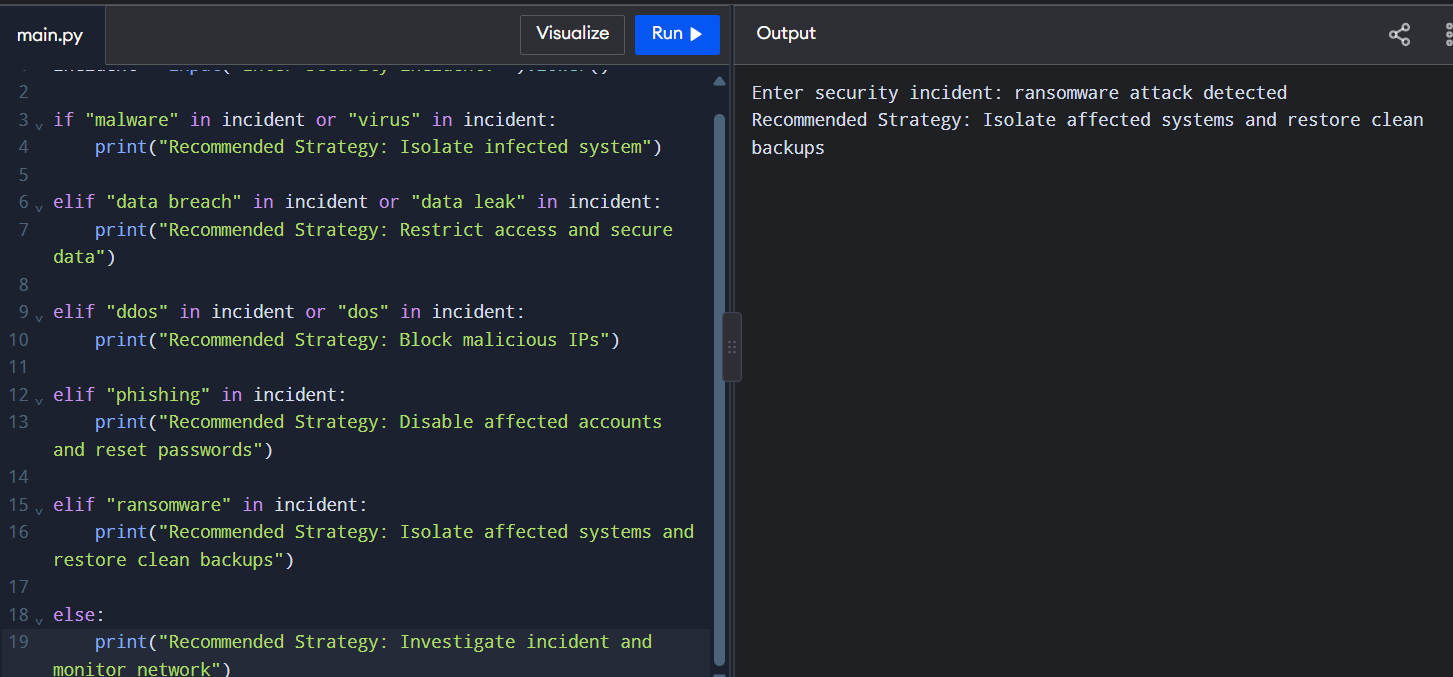 main.py
Visualize
Run
Output
2
3 if "malware" in incident or "virus" in incident:
4 print("Recommended Strategy: Isolate infected system")
5
6 elif "data breach" in incident or "data leak" in incident:
7 print("Recommended Strategy: Restrict access and secure
data")
8
9 elif "ddos" in incident or "dos" in incident:
10 print("Recommended Strategy: Block malicious IPs")
11
12 elif "phishing" in incident:
13 print("Recommended Strategy: Disable affected accounts
and reset passwords")
14
15 elif "ransomware" in incident:
16 print("Recommended Strategy: Isolate affected systems and
restore clean backups")
17
18 else:
19 print("Recommended Strategy: Investigate incident and
monitor network")
Enter security incident: ransomware attack detected
Recommended Strategy: Isolate affected systems and restore clean
backups